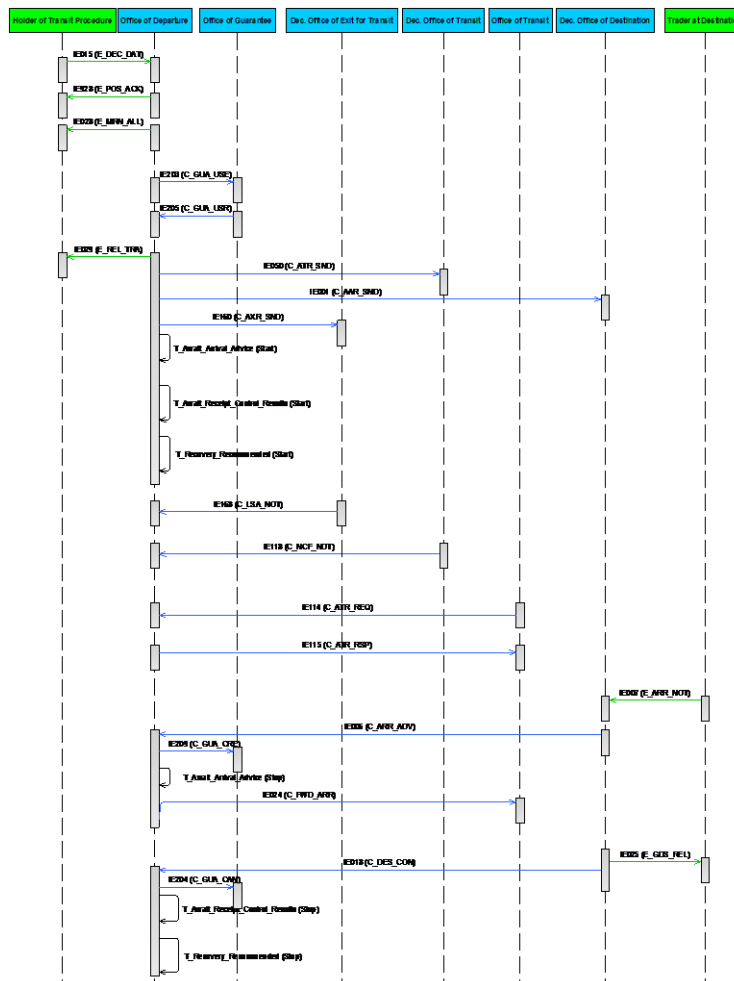 Holder of Transit Procedure
Office of Departure
Office of Guarantee
Dec. Office of Exit for Transit
Dec. Office of Transit
Office of Transit
Dec. Office of Destination
Trader at Destinatio
IE015 (E_DEC_DAT)
IE928 (E_POS_ACK)
IE028 (E_MRN_ALL)
IE203 (C_GUA_USE)
IE205 (C_GUA_USR)
IE029 (E_REL_TRA)
IE050 (C_ATR_SND)
IE001 (C_AAR_SND)
IE160 (C_AXR_SND)
T_Await_Arrival_Advice (Start)
T_Await_Receipt_Control_Results (Start)
T_Recovery_Recommended (Start)
IE168 (C_LSA_NOT)
IE118 (C_NCF_NOT)
IE114 (C_ATR_REQ)
IE115 (C_ATR_RSP)
IE007 (E_ARR_NOT)
IE006 (C_ARR_ADV)
IE209 (C_GUA_CRE)
T_Await_Arrival_Advice (Stop)
IE024 (C_FWD_ARR)
IE025 (E_GDS_REL)
IE018 (C_DES_CON)
IE204 (C_GUA_CAN)
T_Await_Receipt_Control_Results (Stop)
T_Recovery_Recommended (Stop)